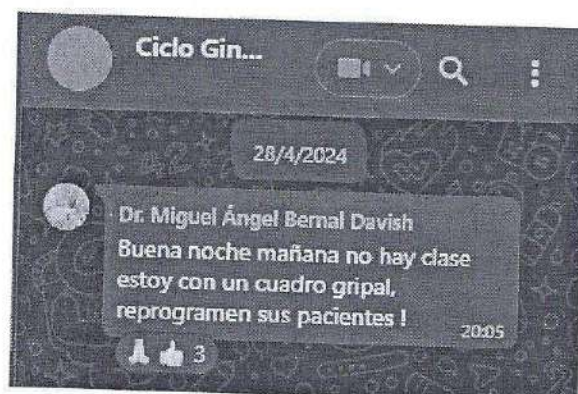 Ciclo Gin...
28/4/2024
Dr. Miguel Ángel Bernal Davish
Buena noche mañana no hay clase
estoy con un cuadro gripal,
reprogramen sus pacientes !
20:05
3